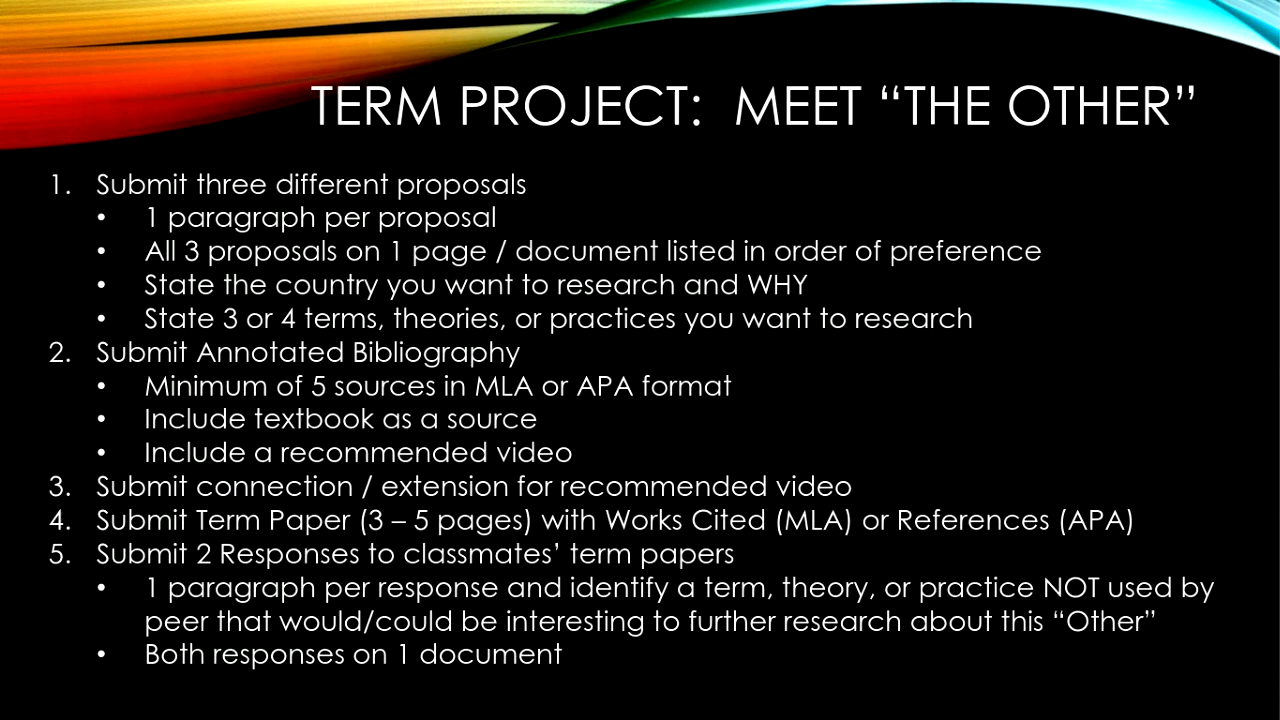 TERM PROJECT: MEET “THE OTHER”
1. Submit three different proposals
• 1 paragraph per proposal
• All 3 proposals on 1 page / document listed in order of preference
• State the country you want to research and WHY
• State 3 or 4 terms, theories, or practices you want to research
2. Submit Annotated Bibliography
• Minimum of 5 sources in MLA or APA format
• Include textbook as a source
• Include a recommended video
3. Submit connection / extension for recommended video
4. Submit Term Paper (3 – 5 pages) with Works Cited (MLA) or References (APA)
5. Submit 2 Responses to classmates’ term papers
• 1 paragraph per response and identify a term, theory, or practice NOT used by
peer that would/could be interesting to further research about this “Other”
• Both responses on 1 document